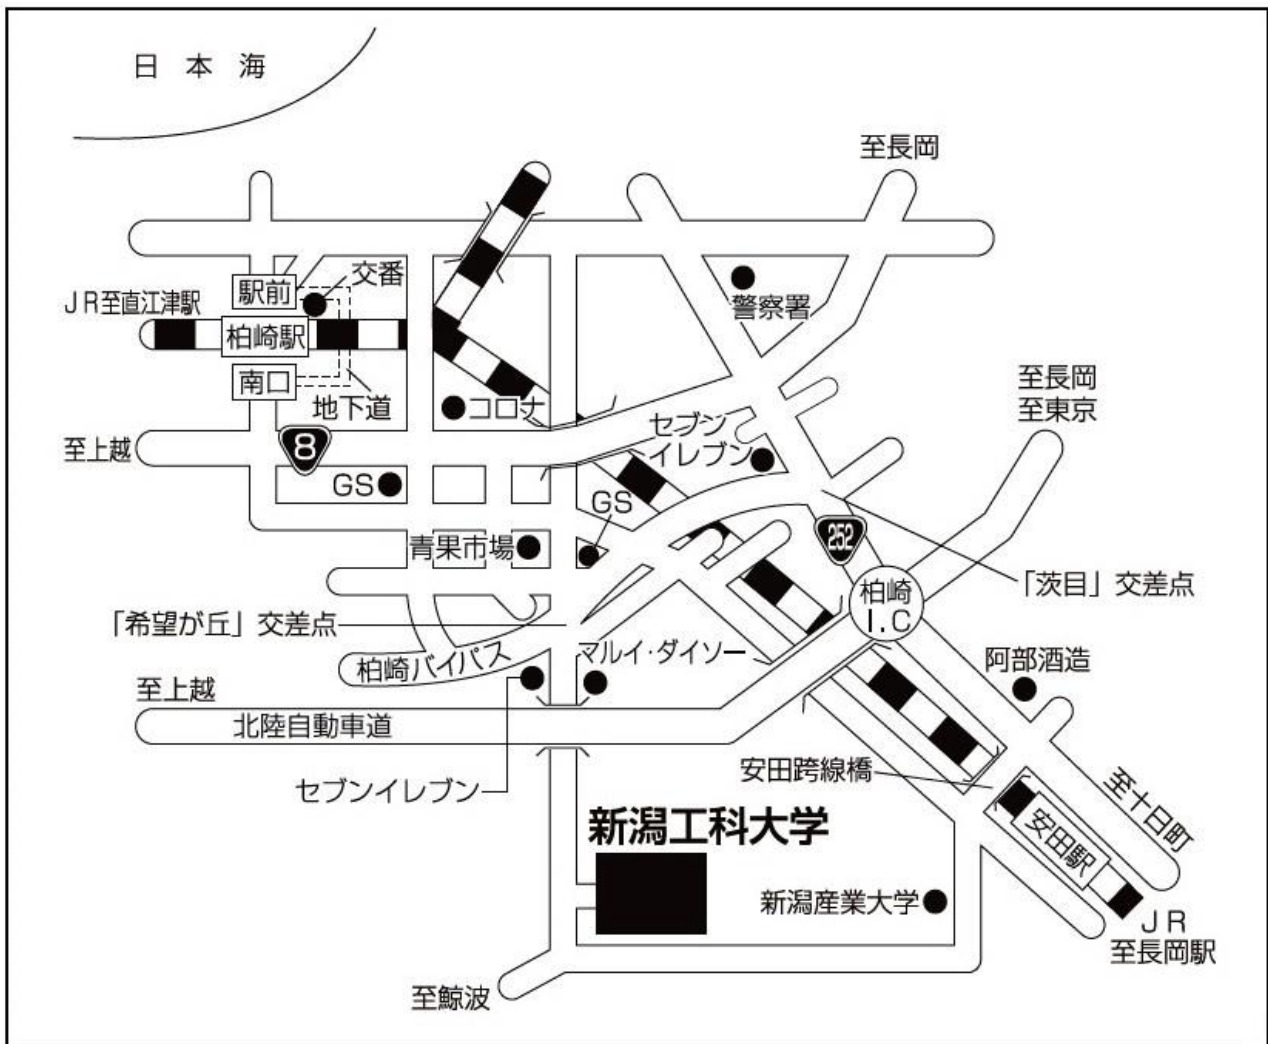 日本海
至長岡
交番
駅前
JR至直江津駅
警察署
柏崎駅
南口
地下道
コロナ
至長岡
至東京
セブン
イレブン
至上越
8
GS
GS
252
青果市場
柏崎
I.C
「茨目」交差点
「希望が丘」交差点
マルイ・ダイソー
柏崎バイパス
阿部酒造
至上越
北陸自動車道
安田跨線橋
セブンイレブン
至十日町
新潟工科大学
安田駅
新潟産業大学
JR
至長岡駅
至鯨波